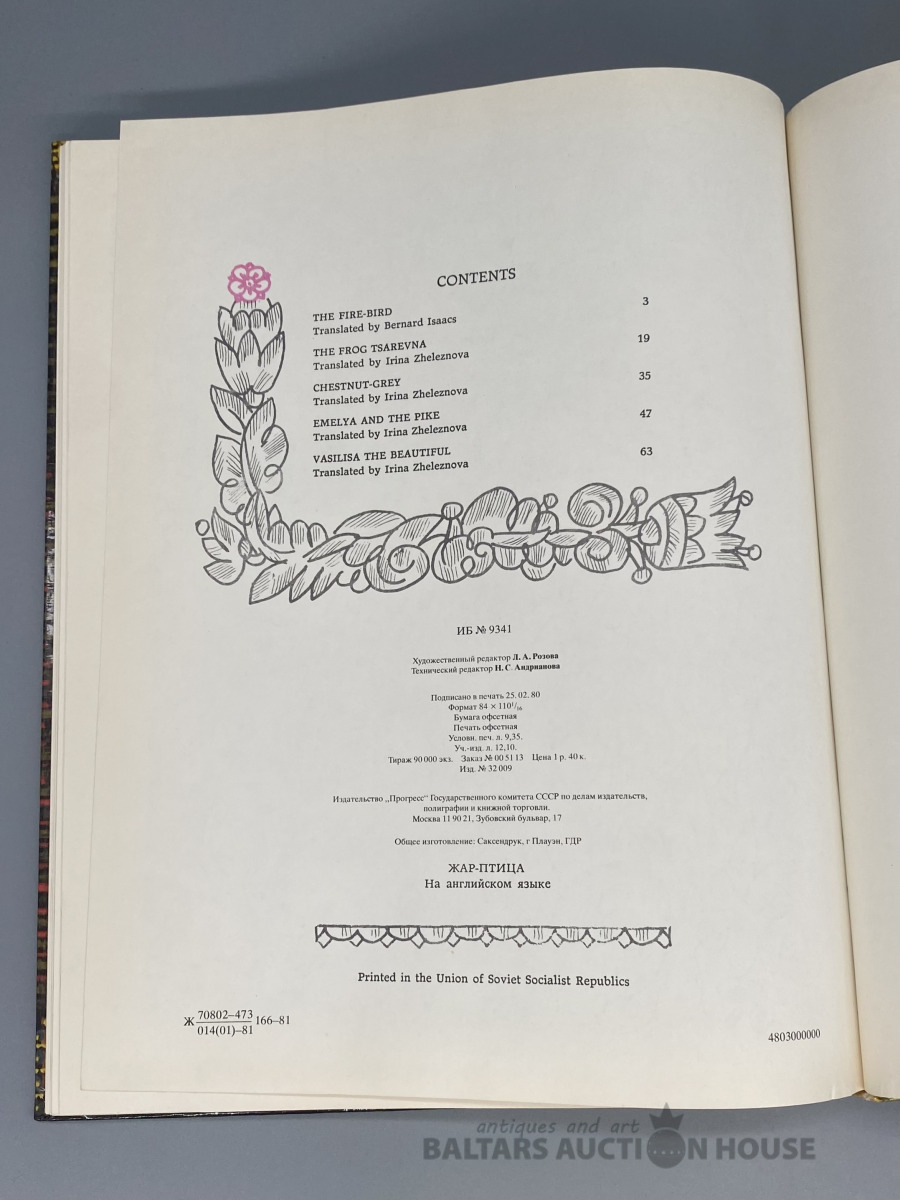 CONTENTS
THE FIRE-BIRD 3
Translated by Bernard Isaacs
THE FROG TSAREVNA 19
Translated by Irina Zheleznova
CHESTNUT-GREY 35
Translated by Irina Zheleznova
EMELYA AND THE PIKE 47
Translated by Irina Zheleznova
VASILISA THE BEAUTIFUL 63
Translated by Irina Zheleznova
ИБ № 9341
Художественный редактор Л. А. Розова
Технический редактор Н. С. Андрианова
Подписано в печать 25. 02. 80
Формат 84 × 110 1/16
Бумага офсетная
Печать офсетная
Условн. печ. л. 9,35.
Уч.-изд. л. 12,10.
Тираж 90 000 экз. Заказ № 00 51 13 Цена 1 р. 40 к.
Изд. № 32 009
Издательство „Прогресс“ Государственного комитета СССР по делам издательств,
полиграфии и книжной торговли.
Москва 11 90 21, Зубовский бульвар, 17
Общее изготовление: Саксендрук, г Плауэн, ГДР
ЖАР-ПТИЦА
На английском языке
Printed in the Union of Soviet Socialist Republics
Ж 70802–473 166–81
014(01)–81
4803000000
antiques and art
BALTARS AUCTION HOUSE